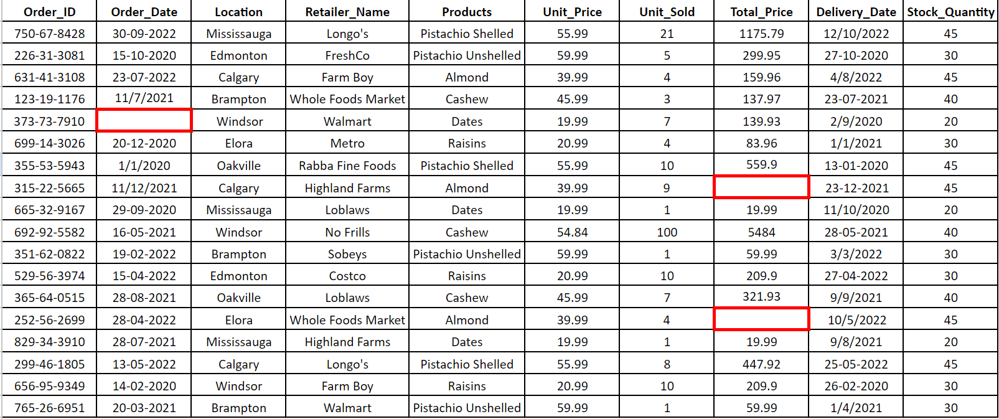 Order_ID Order_Date Location Retailer_Name Products Unit_Price Unit_Sold Total_Price Delivery_Date Stock_Quantity
750-67-8428 30-09-2022 Mississauga Longo's Pistachio Shelled 55.99 21 1175.79 12/10/2022 45
226-31-3081 15-10-2020 Edmonton FreshCo Pistachio Unshelled 59.99 5 299.95 27-10-2020 30
631-41-3108 23-07-2022 Calgary Farm Boy Almond 39.99 4 159.96 4/8/2022 45
123-19-1176 11/7/2021 Brampton Whole Foods Market Cashew 45.99 3 137.97 23-07-2021 40
373-73-7910 Windsor Walmart Dates 19.99 7 139.93 2/9/2020 20
699-14-3026 20-12-2020 Elora Metro Raisins 20.99 4 83.96 1/1/2021 30
355-53-5943 1/1/2020 Oakville Rabba Fine Foods Pistachio Shelled 55.99 10 559.9 13-01-2020 45
315-22-5665 11/12/2021 Calgary Highland Farms Almond 39.99 9 23-12-2021 45
665-32-9167 29-09-2020 Mississauga Loblaws Dates 19.99 1 19.99 11/10/2020 20
692-92-5582 16-05-2021 Windsor No Frills Cashew 54.84 100 5484 28-05-2021 40
351-62-0822 19-02-2022 Brampton Sobeys Pistachio Unshelled 59.99 1 59.99 3/3/2022 30
529-56-3974 15-04-2022 Edmonton Costco Raisins 20.99 10 209.9 27-04-2022 30
365-64-0515 28-08-2021 Oakville Loblaws Cashew 45.99 7 321.93 9/9/2021 40
252-56-2699 28-04-2022 Elora Whole Foods Market Almond 39.99 4 10/5/2022 45
829-34-3910 28-07-2021 Mississauga Highland Farms Dates 19.99 1 19.99 9/8/2021 20
299-46-1805 13-05-2022 Calgary Longo's Pistachio Shelled 55.99 8 447.92 25-05-2022 45
656-95-9349 14-02-2020 Windsor Farm Boy Raisins 20.99 10 209.9 26-02-2020 30
765-26-6951 20-03-2021 Brampton Walmart Pistachio Unshelled 59.99 1 59.99 1/4/2021 30